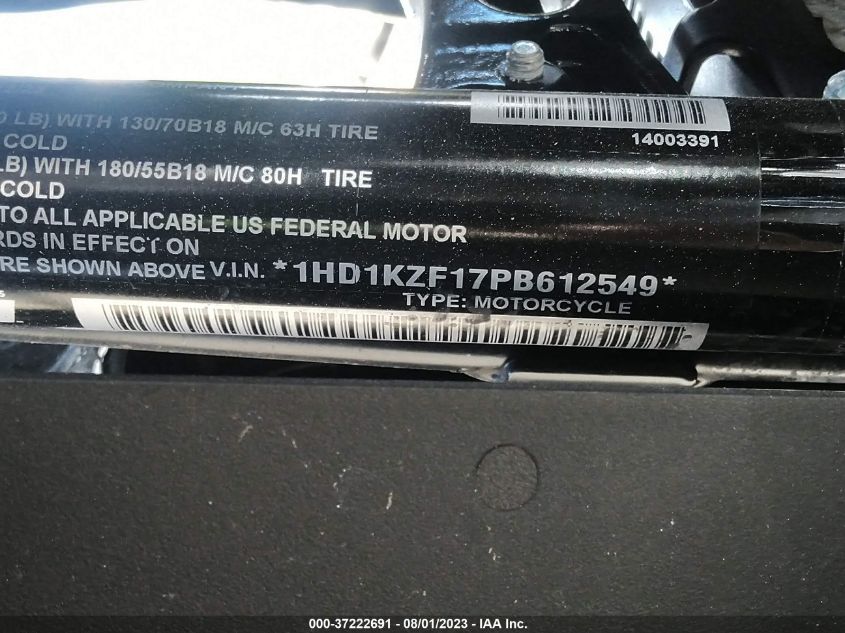 0 LB) WITH 130/70B18 M/C 63H TIRE
COLD
LB) WITH 180/55B18 M/C 80H TIRE
COLD
TO ALL APPLICABLE US FEDERAL MOTOR
RDS IN EFFECT ON
RE SHOWN ABOVE V.I.N. *1HD1KZF17PB612549*
TYPE: MOTORCYCLE
14003391
000-37222691 - 08/01/2023 - IAA Inc.